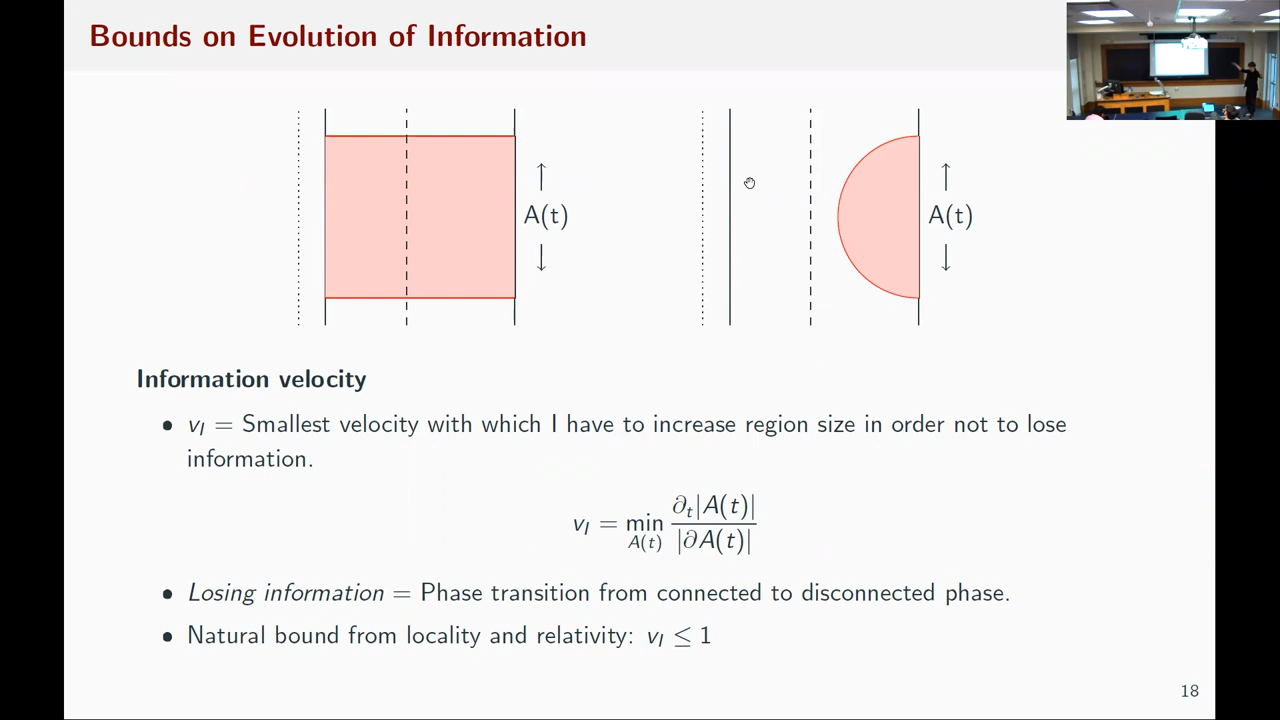 Bounds on Evolution of Information
↑
A(t)
↓
↑
A(t)
↓
Information velocity
• v_I = Smallest velocity with which I have to increase region size in order not to lose
information.
v_I = min_{A(t)} ∂_t|A(t)| / |∂A(t)|
• Losing information = Phase transition from connected to disconnected phase.
• Natural bound from locality and relativity: v_I ≤ 1
18